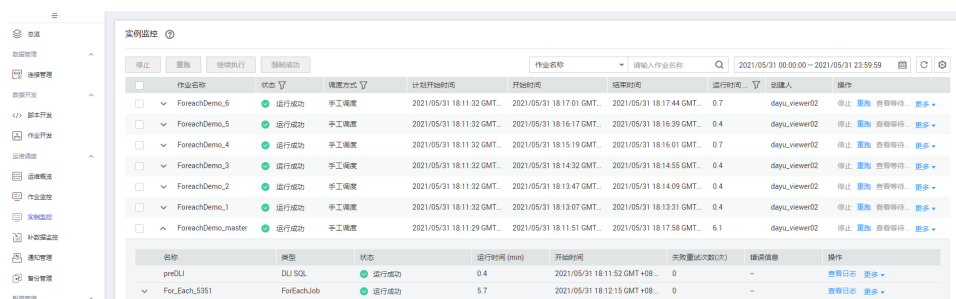 总览
实例监控
数据管理
停止 重跑 继续执行 强制成功 作业名称 请输入作业名称 2021/05/31 00:00:00 – 2021/05/31 23:59:59
连接管理
作业名称 状态 调度方式 计划开始时间 开始时间 结束时间 运行时间... 创建人 操作
数据开发
ForeachDemo_6 运行成功 手工调度 2021/05/31 18:11:32 GMT... 2021/05/31 18:17:01 GMT... 2021/05/31 18:17:44 GMT... 0.7 dayu_viewer02 停止 重跑 查看等待... 更多
脚本开发
ForeachDemo_5 运行成功 手工调度 2021/05/31 18:11:32 GMT... 2021/05/31 18:16:17 GMT... 2021/05/31 18:16:39 GMT... 0.4 dayu_viewer02 停止 重跑 查看等待... 更多
作业开发
ForeachDemo_4 运行成功 手工调度 2021/05/31 18:11:32 GMT... 2021/05/31 18:15:19 GMT... 2021/05/31 18:16:01 GMT... 0.7 dayu_viewer02 停止 重跑 查看等待... 更多
运维调度
ForeachDemo_3 运行成功 手工调度 2021/05/31 18:11:32 GMT... 2021/05/31 18:14:32 GMT... 2021/05/31 18:14:55 GMT... 0.4 dayu_viewer02 停止 重跑 查看等待... 更多
运维概览
ForeachDemo_2 运行成功 手工调度 2021/05/31 18:11:32 GMT... 2021/05/31 18:13:47 GMT... 2021/05/31 18:14:09 GMT... 0.4 dayu_viewer02 停止 重跑 查看等待... 更多
作业监控
ForeachDemo_1 运行成功 手工调度 2021/05/31 18:11:32 GMT... 2021/05/31 18:13:07 GMT... 2021/05/31 18:13:31 GMT... 0.4 dayu_viewer02 停止 重跑 查看等待... 更多
实例监控
ForeachDemo_master 运行成功 手工调度 2021/05/31 18:11:29 GMT... 2021/05/31 18:11:51 GMT... 2021/05/31 18:17:58 GMT... 6.1 dayu_viewer02 停止 重跑 查看等待... 更多
补数据监控
通知管理
名称 类型 状态 运行时间 (min) 开始时间 失败重试次数(次) 错误信息 操作
preDLI DLI SQL 运行成功 0.4 2021/05/31 18:11:52 GMT +08:... 0 – 查看日志 更多
备份管理
For_Each_5351 ForEachJob 运行成功 5.7 2021/05/31 18:12:15 GMT +08:... 0 – 查看日志 更多